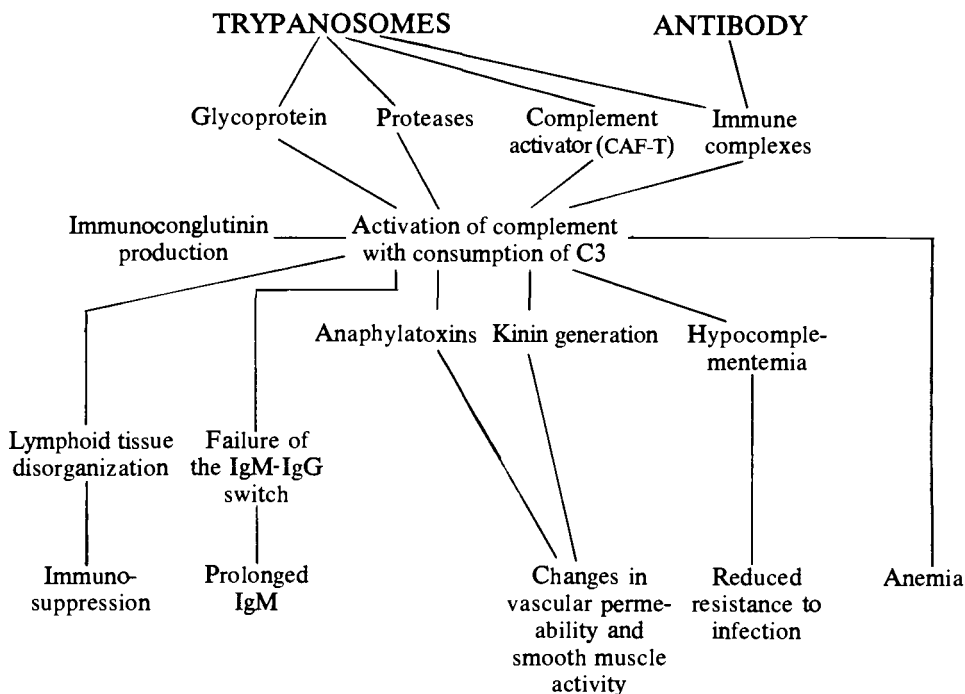 TRYPANOSOMES
ANTIBODY
Glycoprotein
Proteases
Complement
activator (CAF-T)
Immune
complexes
Immunoconglutinin
production
Activation of complement
with consumption of C3
Anaphylatoxins
Kinin generation
Hypocomple-
mentemia
Lymphoid tissue
disorganization
Failure of
the IgM-IgG
switch
Immuno-
suppression
Prolonged
IgM
Changes in
vascular perme-
ability and
smooth muscle
activity
Reduced
resistance to
infection
Anemia